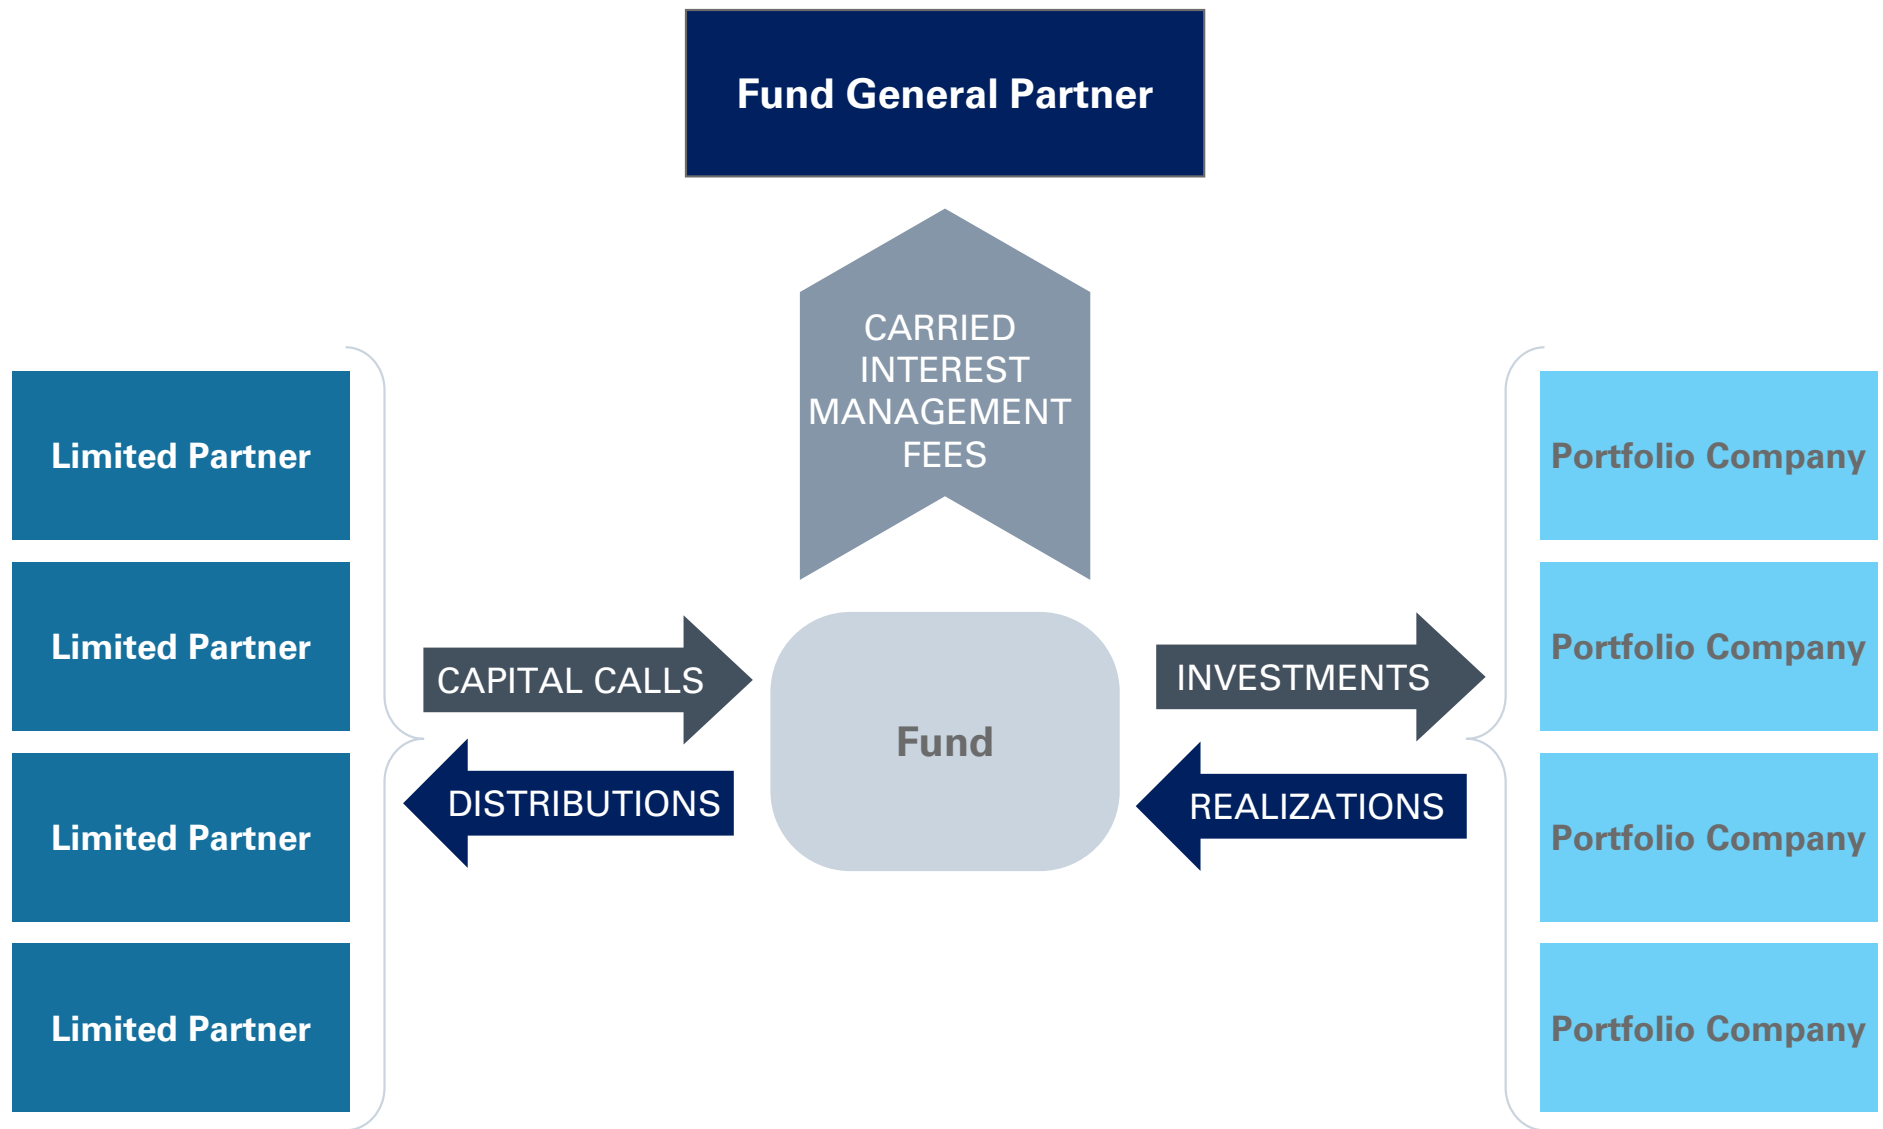 Fund General Partner
CARRIED
INTEREST
MANAGEMENT
FEES
Limited Partner
Limited Partner
Limited Partner
Limited Partner
CAPITAL CALLS
DISTRIBUTIONS
Fund
INVESTMENTS
REALIZATIONS
Portfolio Company
Portfolio Company
Portfolio Company
Portfolio Company